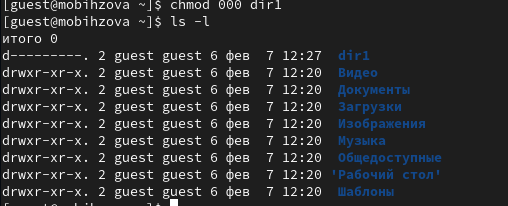 [guest@mobihzova ~]$ chmod 000 dir1
[guest@mobihzova ~]$ ls -l
итого 0
d---------. 2 guest guest 6 фев  7 12:27  dir1
drwxr-xr-x. 2 guest guest 6 фев  7 12:20  Видео
drwxr-xr-x. 2 guest guest 6 фев  7 12:20  Документы
drwxr-xr-x. 2 guest guest 6 фев  7 12:20  Загрузки
drwxr-xr-x. 2 guest guest 6 фев  7 12:20  Изображения
drwxr-xr-x. 2 guest guest 6 фев  7 12:20  Музыка
drwxr-xr-x. 2 guest guest 6 фев  7 12:20  Общедоступные
drwxr-xr-x. 2 guest guest 6 фев  7 12:20 'Рабочий стол'
drwxr-xr-x. 2 guest guest 6 фев  7 12:20  Шаблоны
[guest@mobihzova ~]$